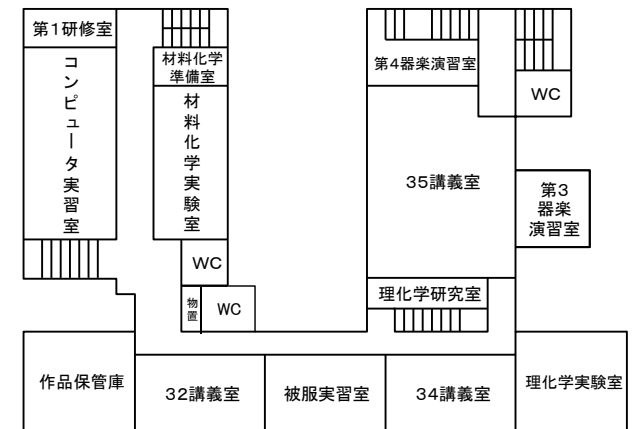 第1研修室
コンピュータ実習室
材料化学
準備室
材料化学実験室
WC
物置
WC
第4器楽演習室
WC
35講義室
第3
器楽
演習室
理化学研究室
作品保管庫
32講義室
被服実習室
34講義室
理化学実験室